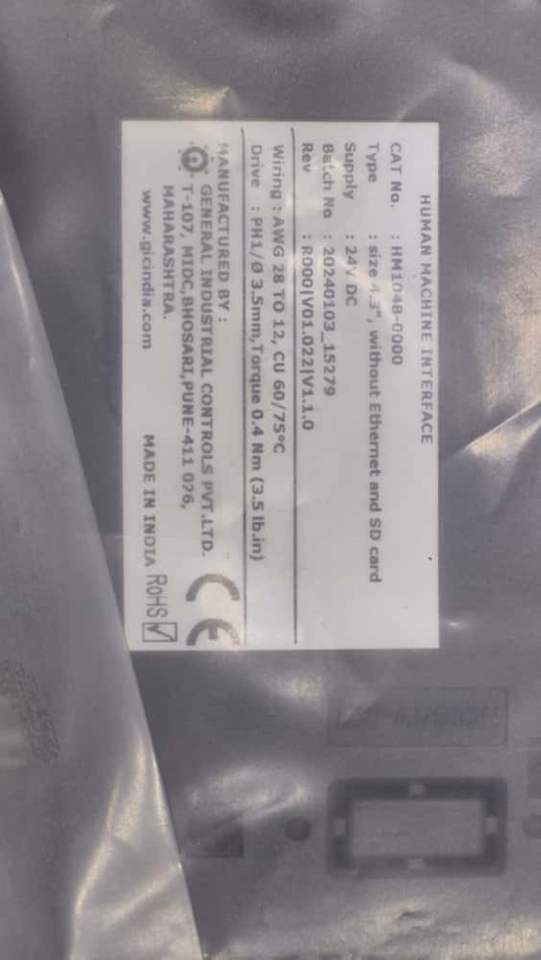 HUMAN MACHINE INTERFACE
CAT No. : HM104B-0000
Type : size 4.3", without Ethernet and SD card
Supply : 24V DC
Batch No : 20240103_15279
Rev : R000|V01.022|V1.1.0
Wiring : AWG 28 TO 12, CU 60/75°C
Drive : PH1/Ø 3.5mm,Torque 0.4 Nm (3.5 lb.in)
MANUFACTURED BY :
GENERAL INDUSTRIAL CONTROLS PVT.LTD.
T-107, MIDC,BHOSARI,PUNE-411 026,
MAHARASHTRA.
www.gicindia.com MADE IN INDIA RoHS
CE